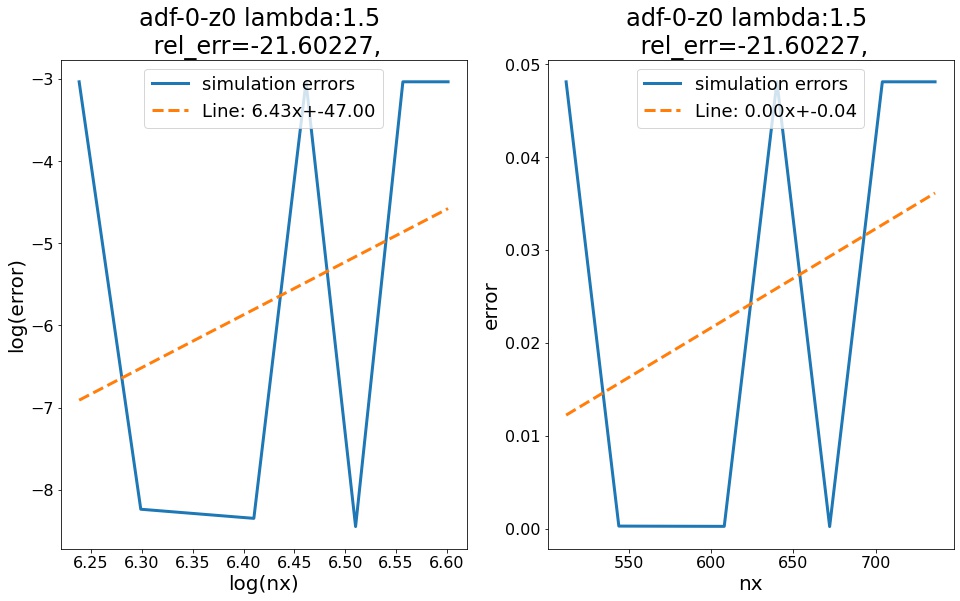 adf-0-z0 lambda:1.5
rel_err=-21.60227,
simulation errors
Line: 6.43x+-47.00
−3
−4
−5
−6
−7
−8
log(error)
6.25
6.30
6.35
6.40
6.45
6.50
6.55
6.60
log(nx)
adf-0-z0 lambda:1.5
rel_err=-21.60227,
simulation errors
Line: 0.00x+-0.04
0.05
0.04
0.03
0.02
0.01
0.00
error
550
600
650
700
nx